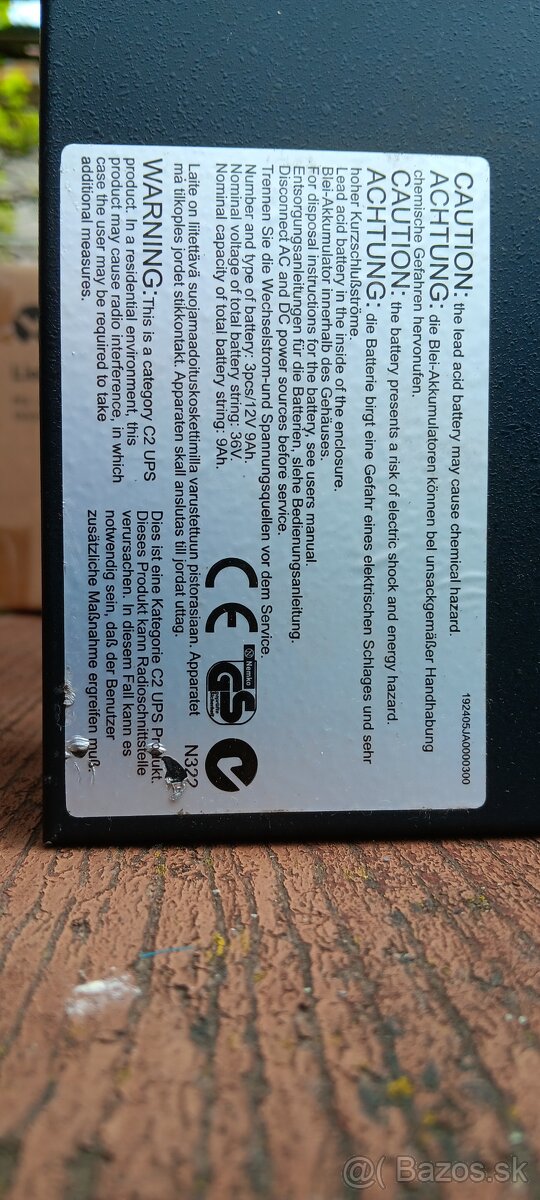 192405JA0000300
CAUTION: the lead acid battery may cause chemical hazard.
ACHTUNG: die Blei-Akkumulatoren können bei unsackgemäßer Handhabung
chemische Gefahren hervonufen.
CAUTION: the battery presents a risk of electric shock and energy hazard.
ACHTUNG: die Batterie birgt eine Gefahr eines elektrischen Schlages und sehr
hoher Kurzschlußströme.
Lead acid battery in the inside of the enclosure.
Blei-Akkumulator innerhalb des Gehäuses.
For disposal instructions for the battery, see users manual.
Entsorgungsanleitungen für die Batterien, siehe Bedienungsanleitung.
Disconnect AC and DC power sources before service.
Trennen Sie die Wechselstrom-und Spannungsquellen vor dem Service.
Number and type of battery: 3pcs/12V 9Ah.
Nominal voltage of total battery string: 36V.
Nominal capacity of total battery string: 9Ah.
CE
Nemko
GS
geprüfte Sicherheit
N322
Laite on liitettävä suojamaadoituskoskettimilla varustettuun pistorasiaan. Apparatet
må tilkoples jordet stikkontakt. Apparaten skall anslutas till jordat uttag.
WARNING: This is a category C2 UPS
product. In a residential environment, this
product may cause radio interference, in which
case the user may be required to take
additional measures.
Dies ist eine Kategorie C2 UPS Produkt.
Dieses Produkt kann Radioschnittstelle
verursachen. In diesem Fall kann es
notwendig sein, daß der Benutzer
zusätzliche Maßnahme ergreifen muß.
@( Bazos.sk